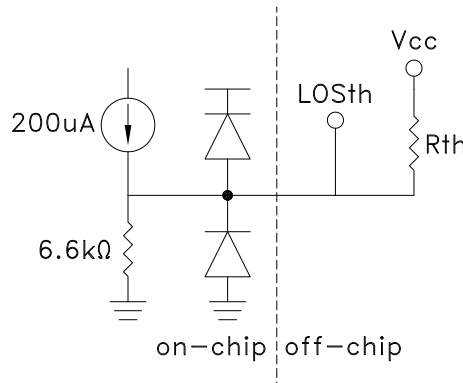 Vcc
LOSth
200uA
Rth
6.6kΩ
on-chip
off-chip